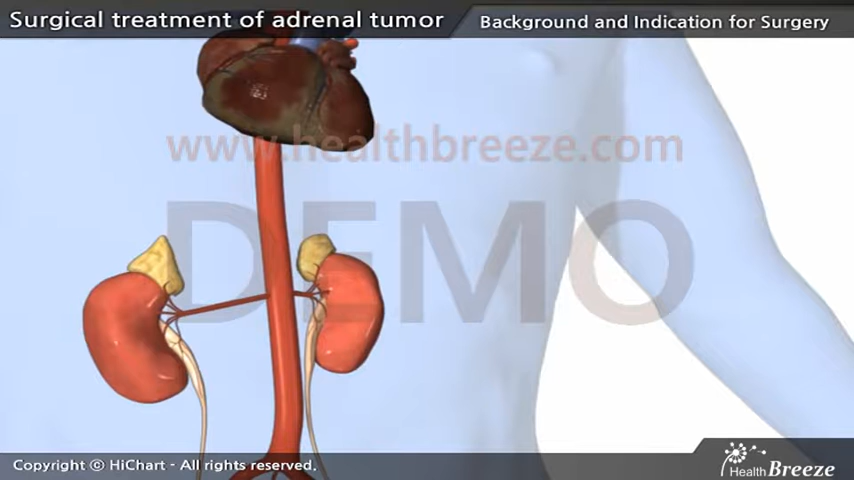 Surgical treatment of adrenal tumor
Background and Indication for Surgery
www.healthbreeze.com
DEMO
Copyright © HiChart - All rights reserved.
Health Breeze